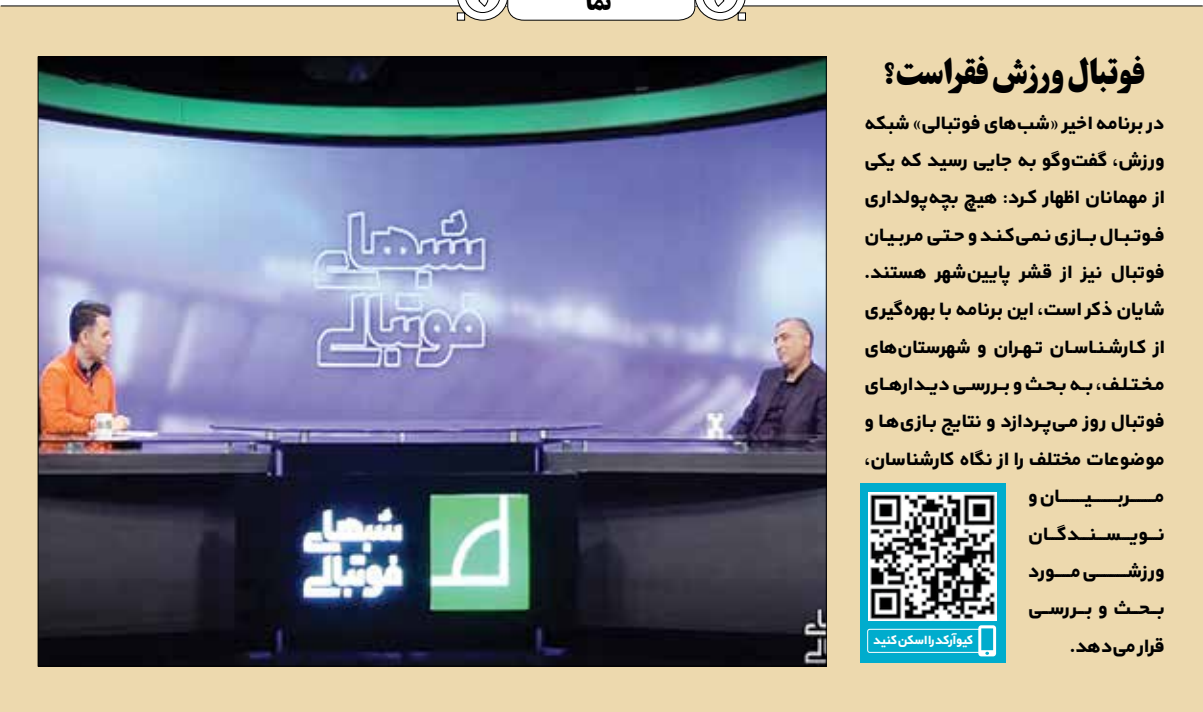 نما
فوتبال ورزش فقراست؟
در برنامه اخیر «شب‌های فوتبالی» شبکه
ورزش، گفت‌وگو به جایی رسید که یکی
از مهمانان اظهار کرد: هیچ بچه‌پولداری
فوتبال بازی نمی‌کند و حتی مربیان
فوتبال نیز از قشر پایین‌شهر هستند.
شایان ذکر است، این برنامه با بهره‌گیری
از کارشناسان تهران و شهرستان‌های
مختلف، به بحث و بررسی دیدارهای
فوتبال روز می‌پردازد و نتایج بازی‌ها و
موضوعات مختلف را از نگاه کارشناسان،
مربیان و
نویسندگان
ورزشی مورد
بحث و بررسی
قرار می‌دهد.
کیوآرکد را اسکن کنید
شبهای
فوتبالی
شبهای
فوتبالی